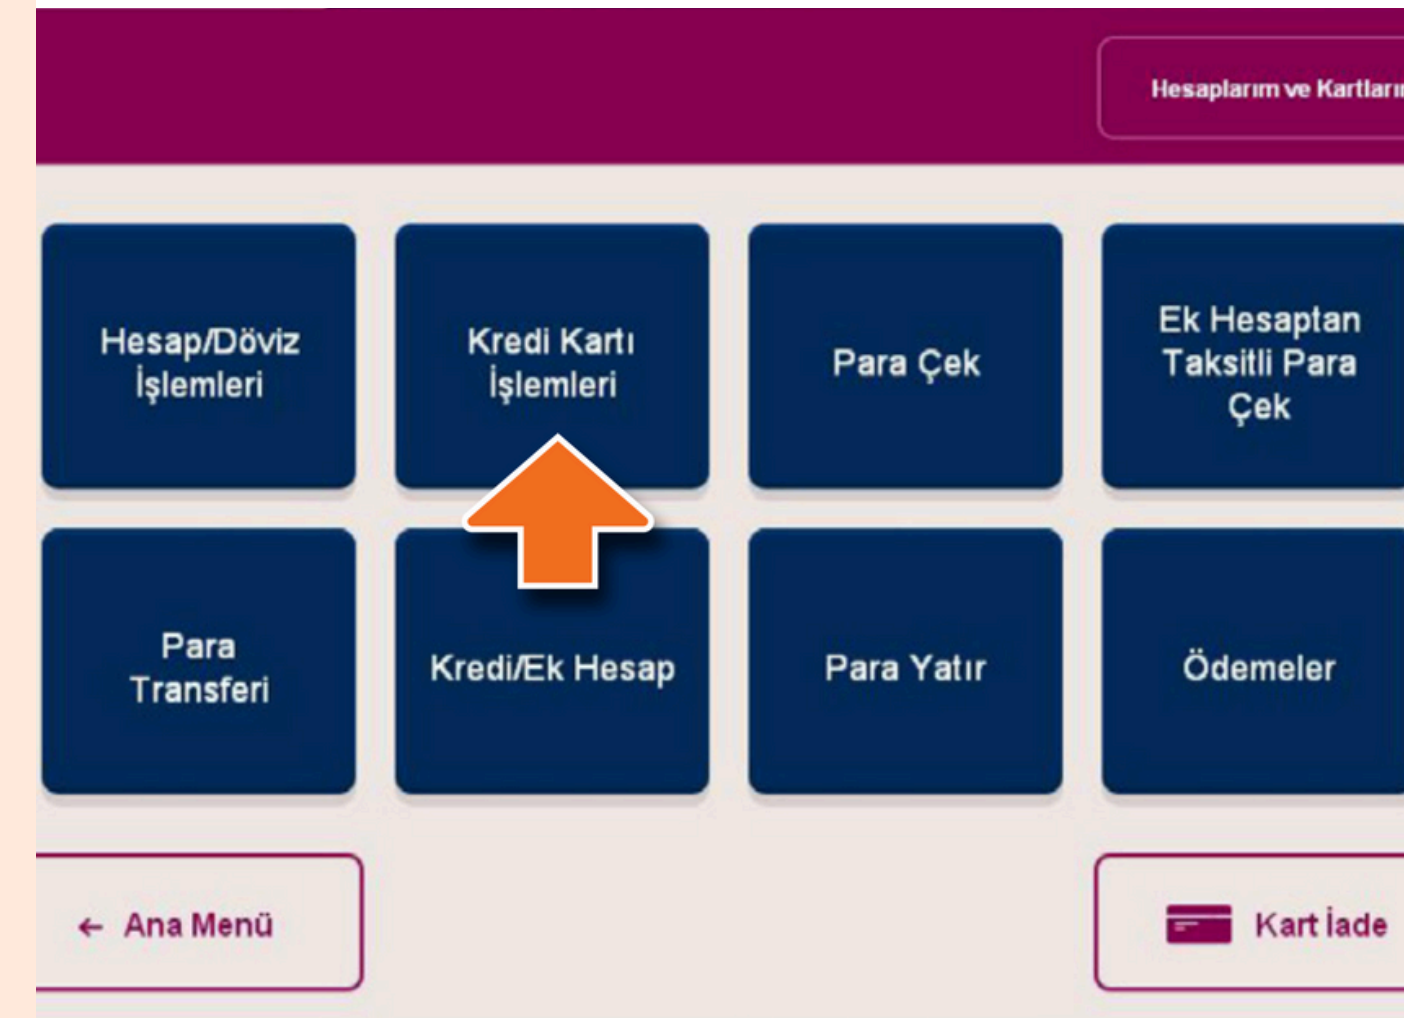 Hesaplarım ve Kartları
Hesap/Döviz
İşlemleri
Kredi Kartı
İşlemleri
Para Çek
Ek Hesaptan
Taksitli Para
Çek
Para
Transferi
Kredi/Ek Hesap
Para Yatır
Ödemeler
← Ana Menü
Kart İade